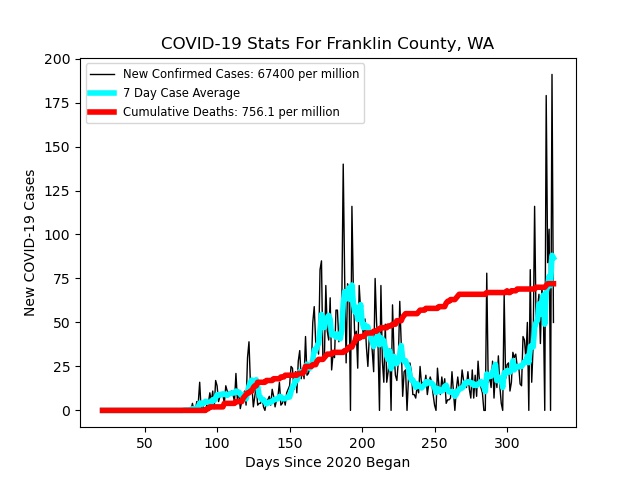 COVID-19 Stats For Franklin County, WA
New Confirmed Cases: 67400 per million
7 Day Case Average
Cumulative Deaths: 756.1 per million
200
175
150
125
100
75
50
25
0
New COVID-19 Cases
50 100 150 200 250 300
Days Since 2020 Began